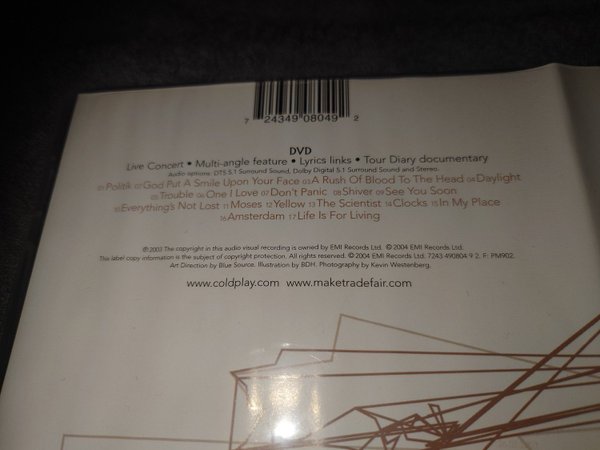 7 24349 08049 2
DVD
Live Concert • Multi-angle feature • Lyrics links • Tour Diary documentary
Audio options: DTS 5.1 Surround Sound, Dolby Digital 5.1 Surround Sound and Stereo
01 Politik 02 God Put A Smile Upon Your Face 03 A Rush Of Blood To The Head 04 Daylight
05 Trouble 06 One I Love 07 Don't Panic 08 Shiver 09 See You Soon
10 Everything's Not Lost 11 Moses 12 Yellow 13 The Scientist 14 Clocks 15 In My Place
16 Amsterdam 17 Life Is For Living
℗ 2003 The copyright in this audio visual recording is owned by EMI Records Ltd. © 2004 EMI Records Ltd.
This label copy information is the subject of copyright protection. All rights reserved. © 2004 EMI Records Ltd. 7243 490804 9 2. F: PM902.
Art Direction by Blue Source. Illustration by BDH. Photography by Kevin Westenberg.
www.coldplay.com www.maketradefair.com